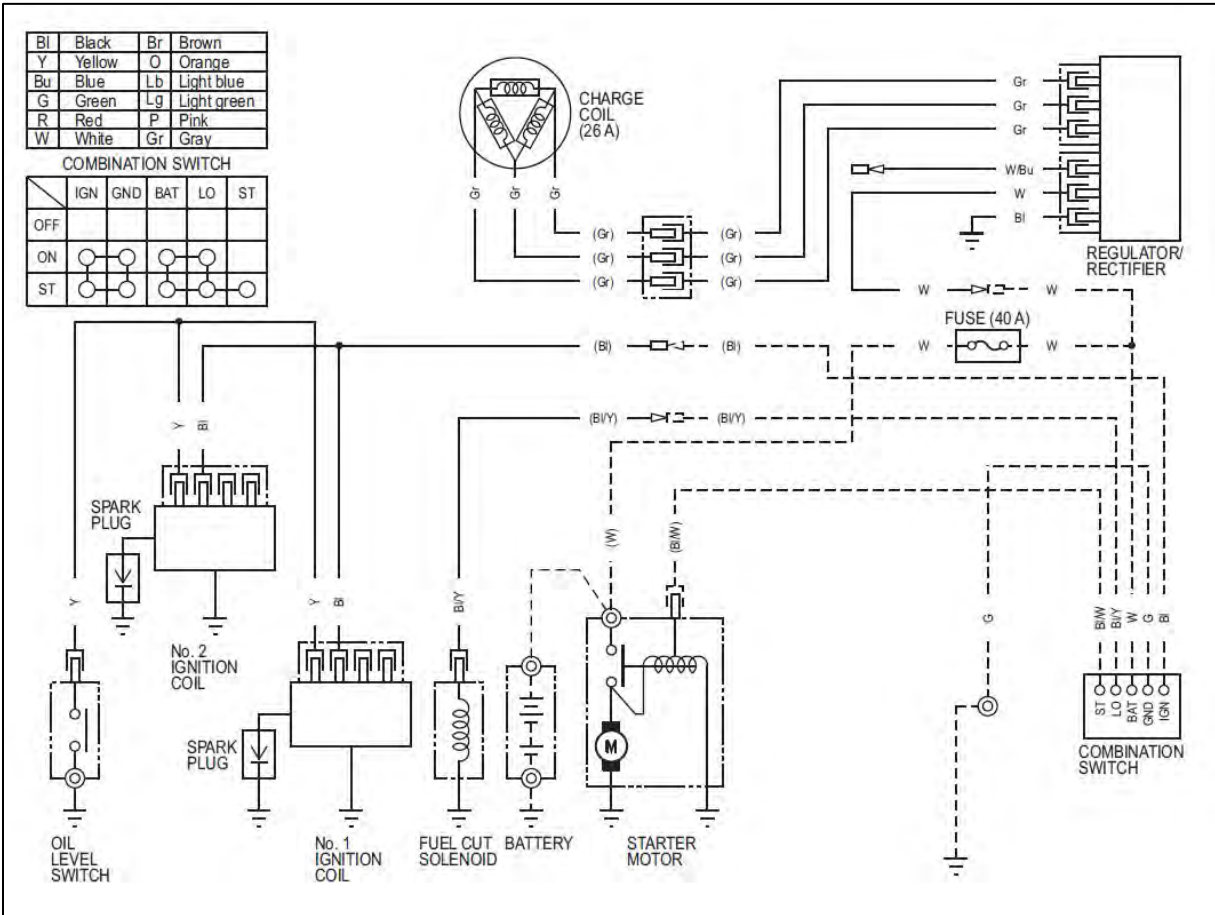 Bl Black Br Brown
Y Yellow O Orange
Bu Blue Lb Light blue
G Green Lg Light green
R Red P Pink
W White Gr Gray
COMBINATION SWITCH
IGN GND BAT LO ST
OFF
ON
ST
CHARGE
COIL
(26 A)
Gr
Gr
Gr
Gr
Gr
Gr
W/Bu
W
Bl
REGULATOR/
RECTIFIER
(Gr) (Gr)
(Gr) (Gr)
(Gr) (Gr)
W W
FUSE (40 A)
W W
(Bl) (Bl)
(Bl/Y) (Bl/Y)
Y
Bl
SPARK
PLUG
No. 2
IGNITION
COIL
Y
OIL
LEVEL
SWITCH
Y
Bl
SPARK
PLUG
No. 1
IGNITION
COIL
Bl/Y
FUEL CUT
SOLENOID
BATTERY
(W)
(Bl/W)
M
STARTER
MOTOR
G
Bl/W
Bl/Y
W
G
Bl
ST
LO
BAT
GND
IGN
COMBINATION
SWITCH